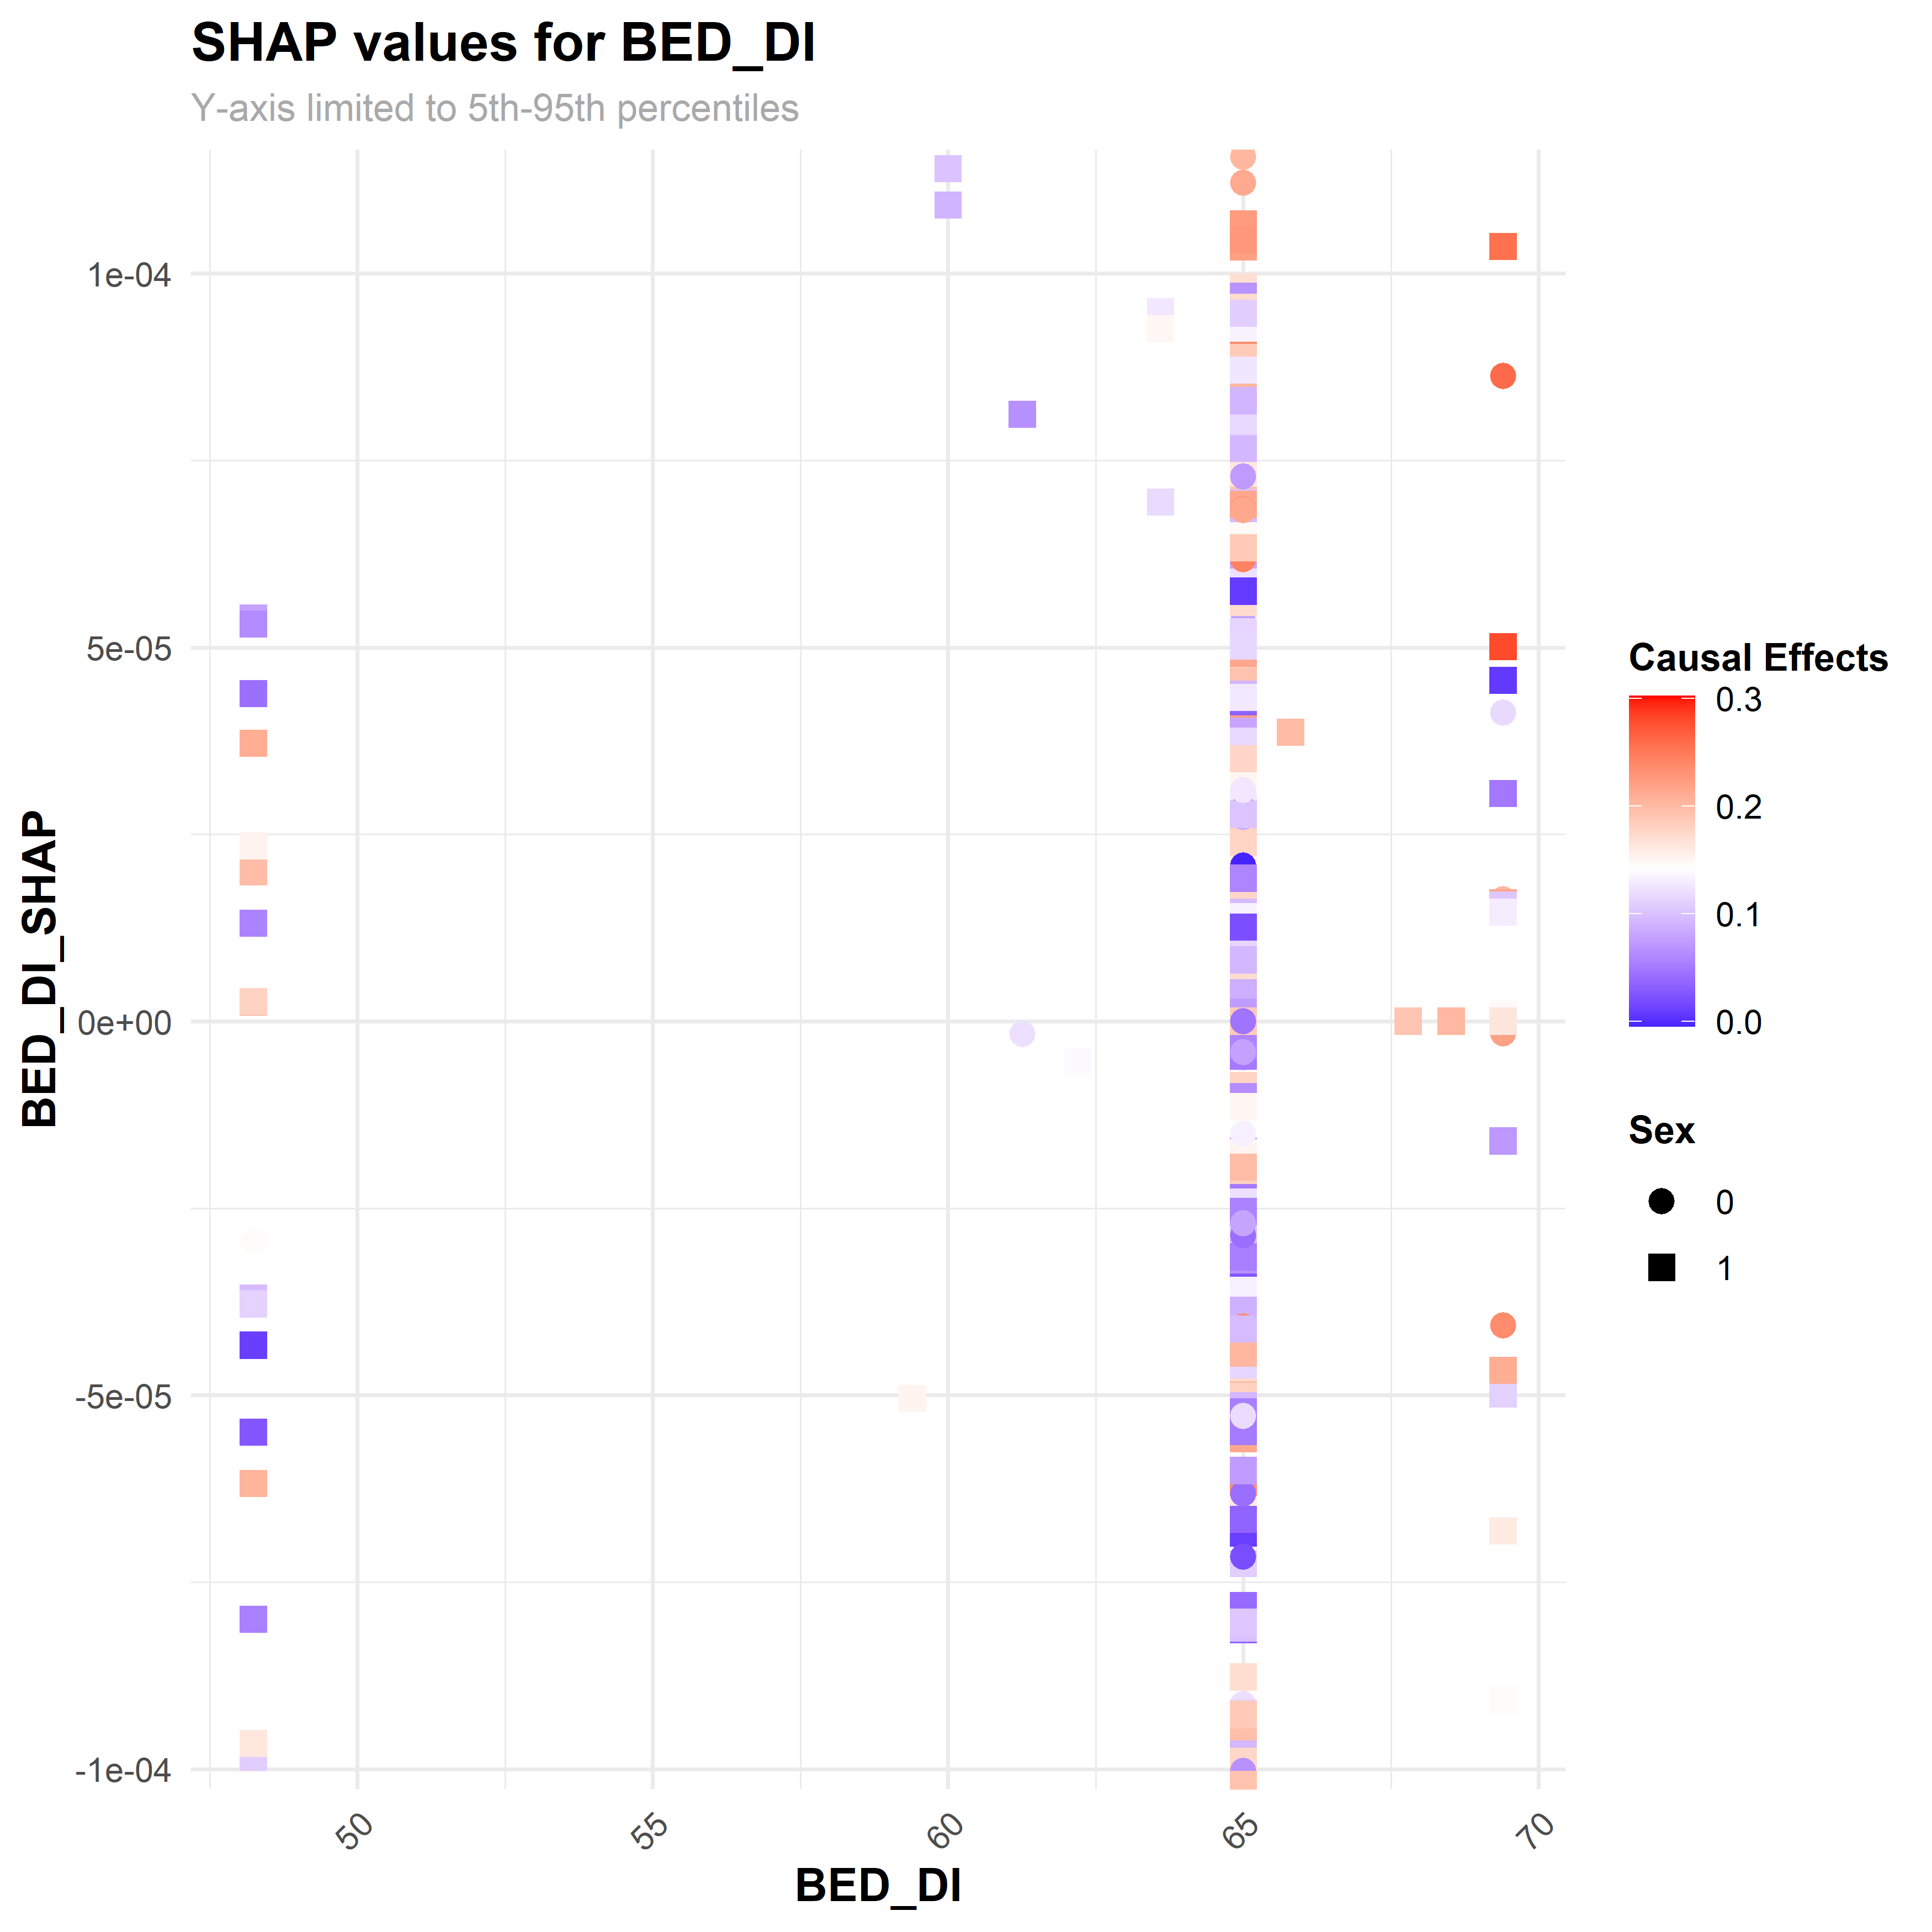 SHAP values for BED_DI
Y-axis limited to 5th-95th percentiles
BED_DI_SHAP
1e-04
5e-05
0e+00
-5e-05
-1e-04
50
55
60
65
70
BED_DI
Causal Effects
0.3
0.2
0.1
0.0
Sex
0
1